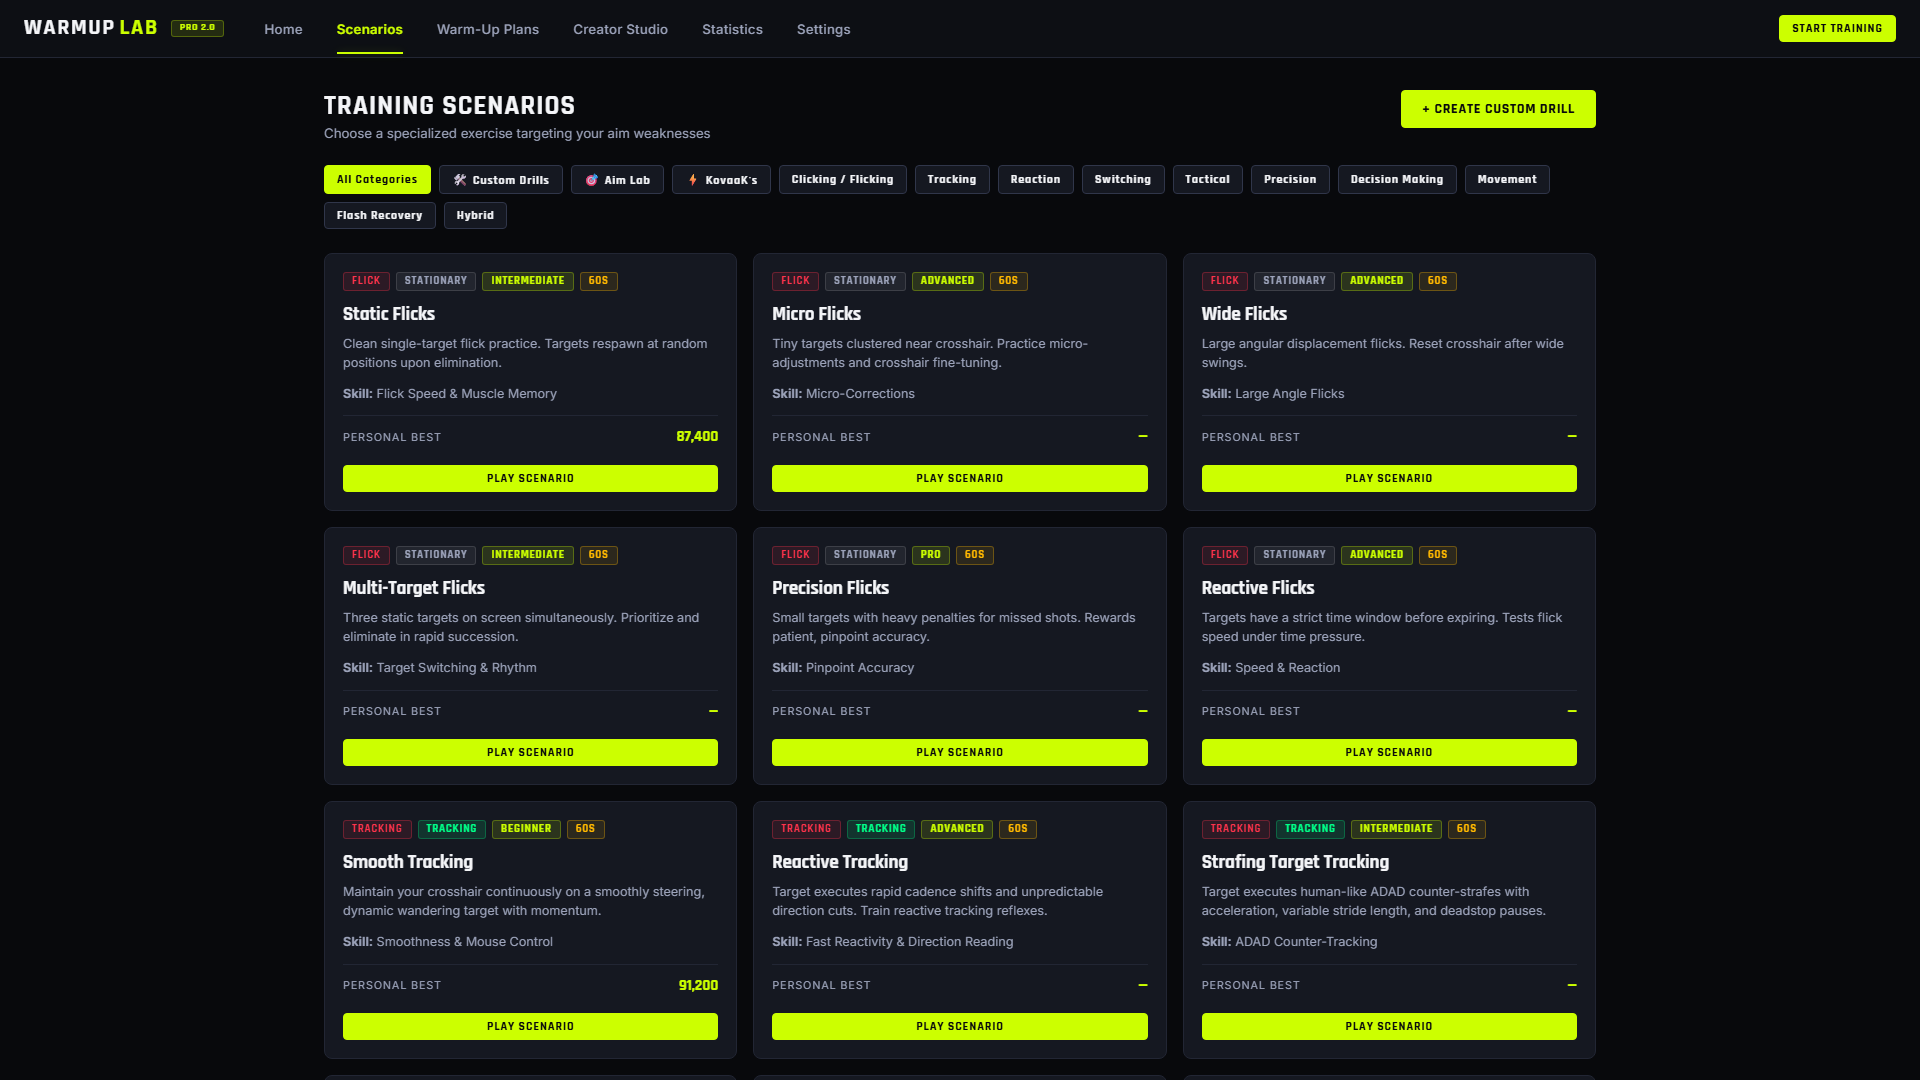 WARMUP LAB PRO 2.0 Home Scenarios Warm-Up Plans Creator Studio Statistics Settings START TRAINING
TRAINING SCENARIOS
+ CREATE CUSTOM DRILL
Choose a specialized exercise targeting your aim weaknesses
All Categories 🛠 Custom Drills 🎯 Aim Lab ⚡ KovaaK's Clicking / Flicking Tracking Reaction Switching Tactical Precision Decision Making Movement
Flash Recovery Hybrid
FLICK STATIONARY INTERMEDIATE 60S
Static Flicks
Clean single-target flick practice. Targets respawn at random
positions upon elimination.
Skill: Flick Speed & Muscle Memory
PERSONAL BEST 87,400
PLAY SCENARIO
FLICK STATIONARY ADVANCED 60S
Micro Flicks
Tiny targets clustered near crosshair. Practice micro-
adjustments and crosshair fine-tuning.
Skill: Micro-Corrections
PERSONAL BEST —
PLAY SCENARIO
FLICK STATIONARY ADVANCED 60S
Wide Flicks
Large angular displacement flicks. Reset crosshair after wide
swings.
Skill: Large Angle Flicks
PERSONAL BEST —
PLAY SCENARIO
FLICK STATIONARY INTERMEDIATE 60S
Multi-Target Flicks
Three static targets on screen simultaneously. Prioritize and
eliminate in rapid succession.
Skill: Target Switching & Rhythm
PERSONAL BEST —
PLAY SCENARIO
FLICK STATIONARY PRO 60S
Precision Flicks
Small targets with heavy penalties for missed shots. Rewards
patient, pinpoint accuracy.
Skill: Pinpoint Accuracy
PERSONAL BEST —
PLAY SCENARIO
FLICK STATIONARY ADVANCED 60S
Reactive Flicks
Targets have a strict time window before expiring. Tests flick
speed under time pressure.
Skill: Speed & Reaction
PERSONAL BEST —
PLAY SCENARIO
TRACKING TRACKING BEGINNER 60S
Smooth Tracking
Maintain your crosshair continuously on a smoothly steering,
dynamic wandering target with momentum.
Skill: Smoothness & Mouse Control
PERSONAL BEST 91,200
PLAY SCENARIO
TRACKING TRACKING ADVANCED 60S
Reactive Tracking
Target executes rapid cadence shifts and unpredictable
direction cuts. Train reactive tracking reflexes.
Skill: Fast Reactivity & Direction Reading
PERSONAL BEST —
PLAY SCENARIO
TRACKING TRACKING INTERMEDIATE 60S
Strafing Target Tracking
Target executes human-like ADAD counter-strafes with
acceleration, variable stride length, and deadstop pauses.
Skill: ADAD Counter-Tracking
PERSONAL BEST —
PLAY SCENARIO